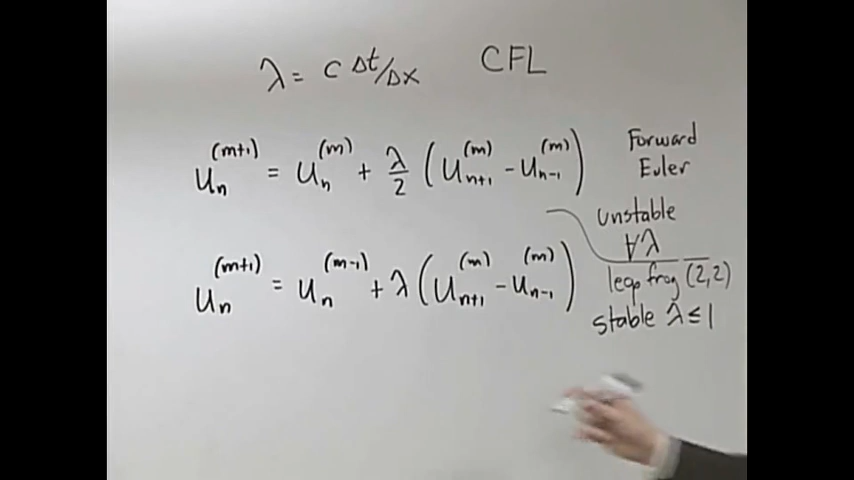 λ = c Δt/Δx   CFL
u_n^(m+1) = u_n^(m) + λ/2 (u_{n+1}^(m) - u_{n-1}^(m))   Forward Euler
unstable
∀λ
u_n^(m+1) = u_n^(m-1) + λ (u_{n+1}^(m) - u_{n-1}^(m))   leap frog (2,2)
stable λ ≤ 1